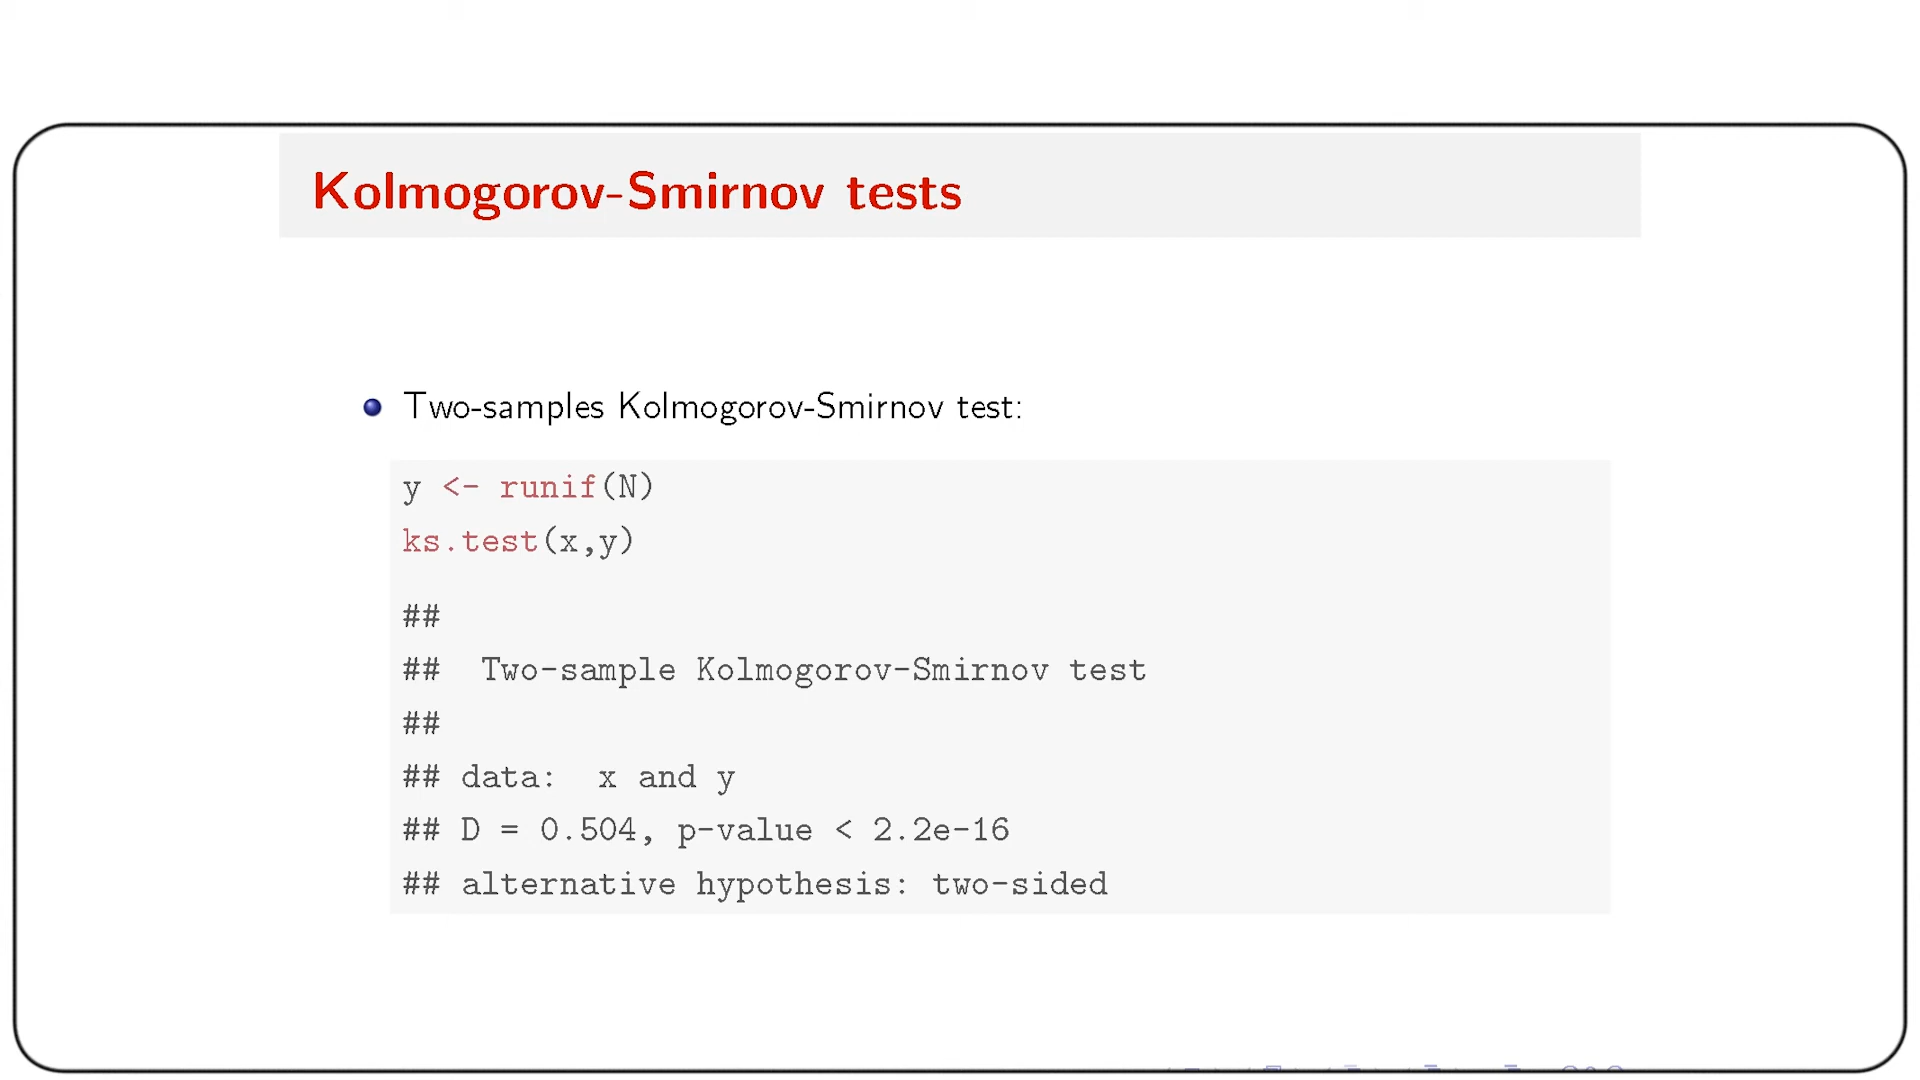 Kolmogorov-Smirnov tests
Two-samples Kolmogorov-Smirnov test:
y <- runif(N)
ks.test(x,y)
##
##  Two-sample Kolmogorov-Smirnov test
##
## data:  x and y
## D = 0.504, p-value < 2.2e-16
## alternative hypothesis: two-sided